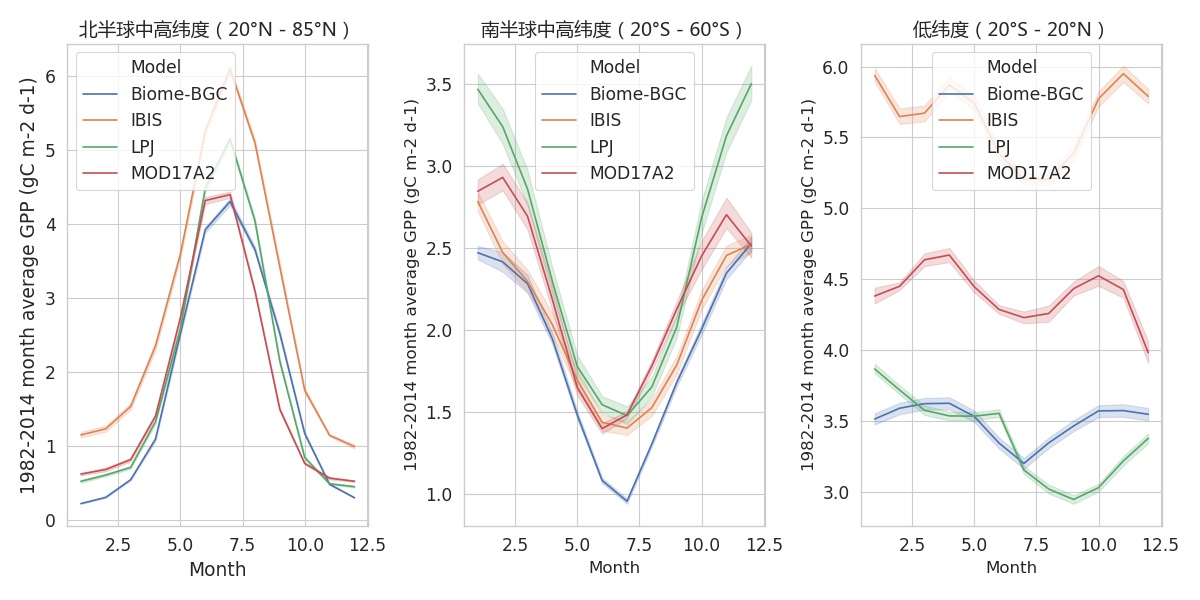 北半球中高纬度 ( 20°N - 85°N )
1982-2014 month average GPP (gC m-2 d-1)
6
5
4
3
2
1
0
Model
Biome-BGC
IBIS
LPJ
MOD17A2
2.5 5.0 7.5 10.0 12.5
Month
南半球中高纬度 ( 20°S - 60°S )
1982-2014 month average GPP (gC m-2 d-1)
3.5
3.0
2.5
2.0
1.5
1.0
Model
Biome-BGC
IBIS
LPJ
MOD17A2
2.5 5.0 7.5 10.0 12.5
Month
低纬度 ( 20°S - 20°N )
1982-2014 month average GPP (gC m-2 d-1)
6.0
5.5
5.0
4.5
4.0
3.5
3.0
Model
Biome-BGC
IBIS
LPJ
MOD17A2
2.5 5.0 7.5 10.0 12.5
Month